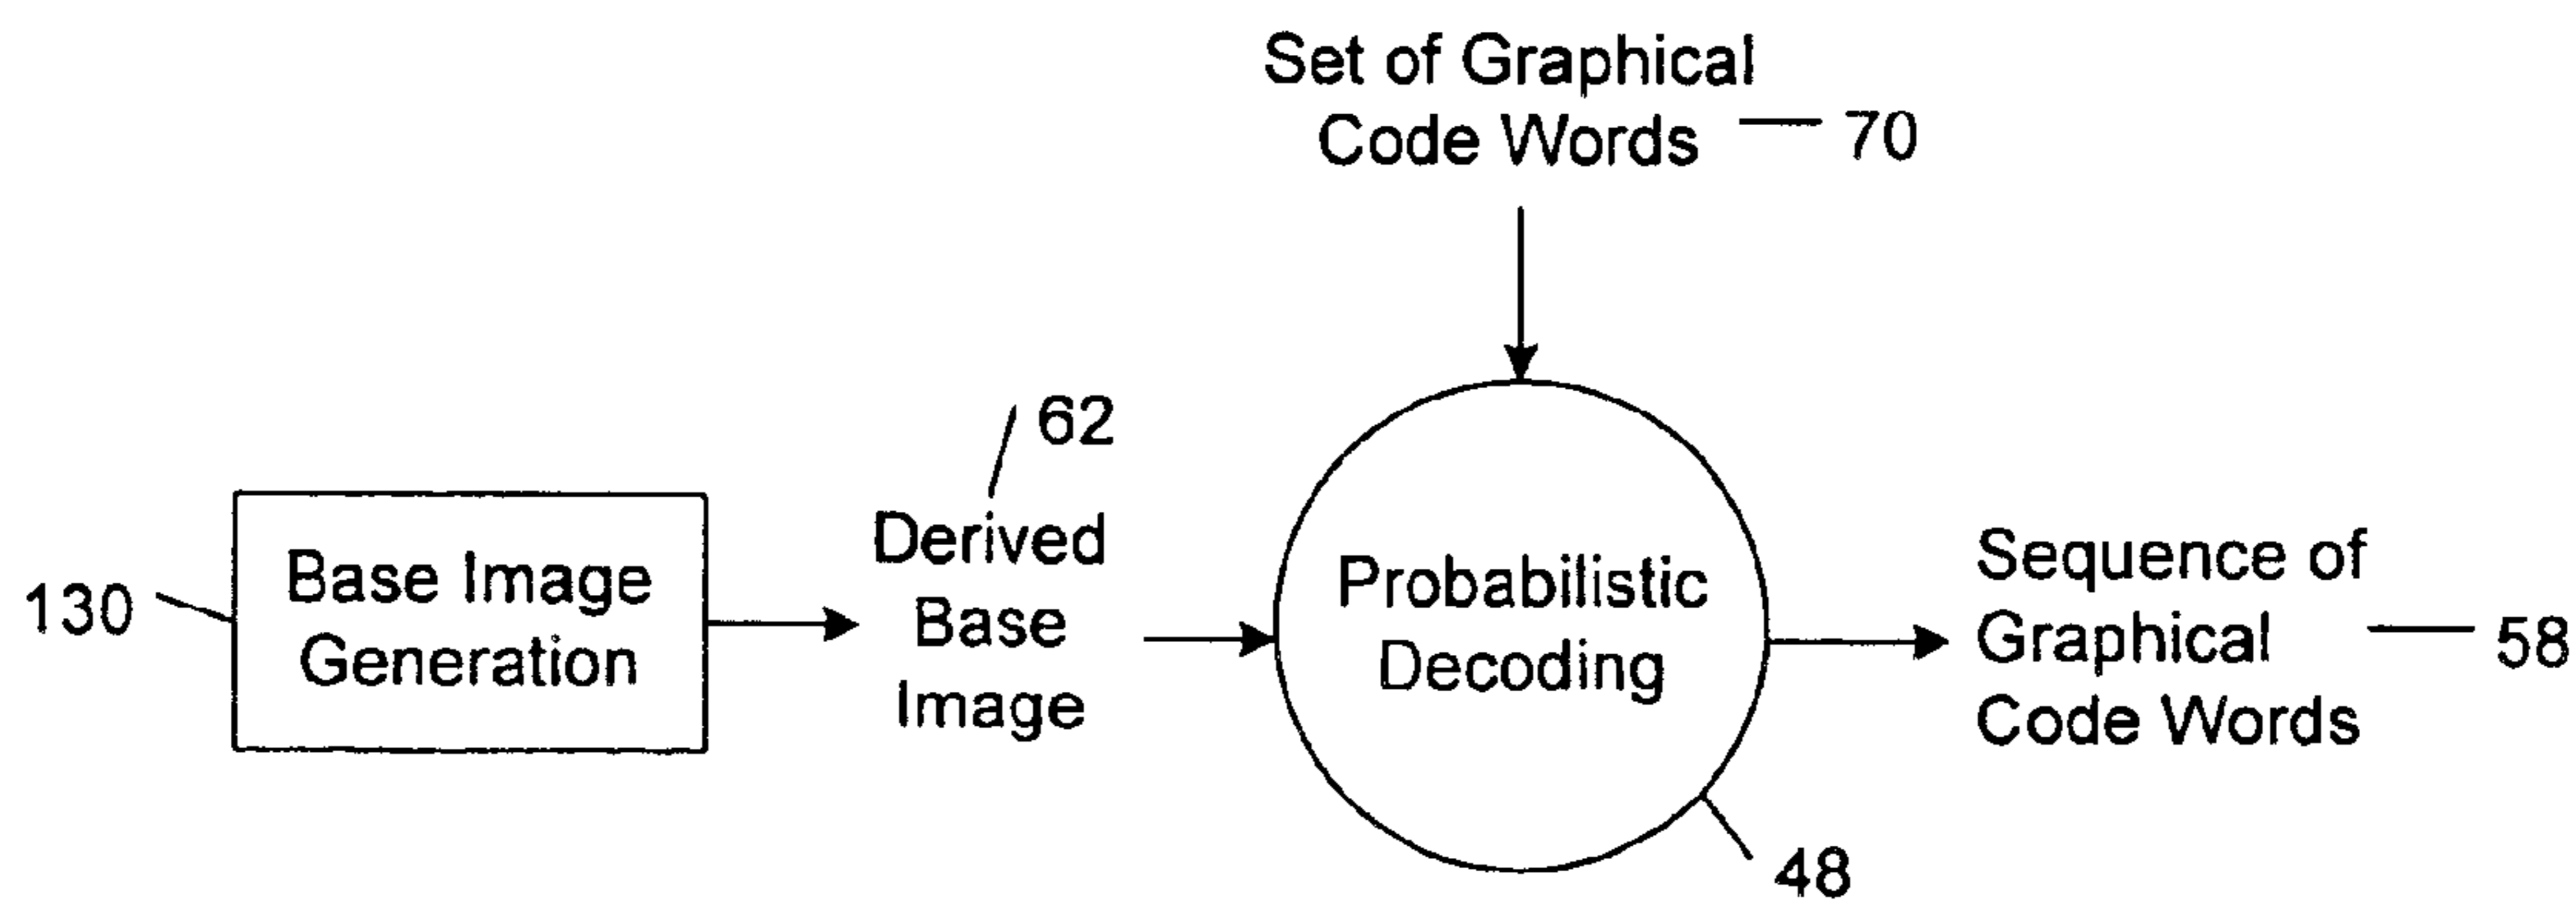 Set of Graphical
Code Words
70
62
130
Base Image
Generation
Derived
Base
Image
Probabilistic
Decoding
Sequence of
Graphical
Code Words
58
48